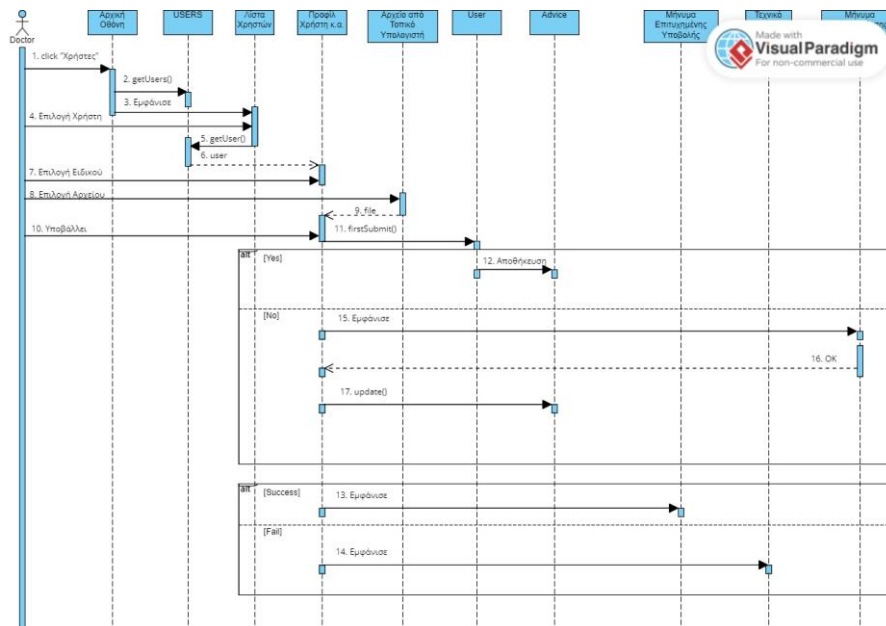 Αρχική
Οθόνη
USERS
Λίστα
Χρηστών
Προφίλ
Χρήστη κ.α.
Αρχεία από
Τοπικό
Υπολογιστή
User
Advice
Μήνυμα
Επιτυχημένης
Υποβολής
Τεχνικό
Μήνυμα
Made with
Visual Paradigm
For non-commercial use
Doctor
1. click "Χρήστες"
2. getUsers()
3. Εμφάνισε
4. Επιλογή Χρήστη
5. getUser()
6. user
7. Επιλογή Ειδικού
8. Επιλογή Αρχείου
9. file
10. Υποβάλλει
11. firstSubmit()
alt
[Yes]
12. Αποθήκευση
[No]
15. Εμφάνισε
16. OK
17. update()
alt
[Success]
13. Εμφάνισε
[Fail]
14. Εμφάνισε